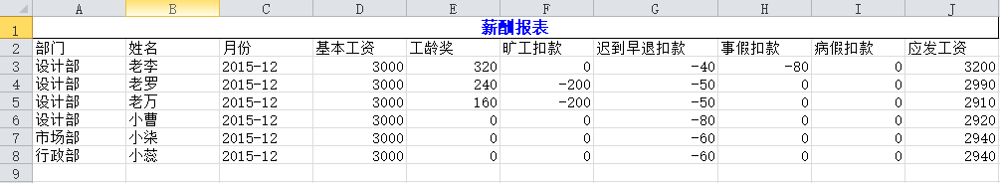 A B C D E F G H I J
1 薪酬报表
2 部门 姓名 月份 基本工资 工龄奖 旷工扣款 迟到早退扣款 事假扣款 病假扣款 应发工资
3 设计部 老李 2015-12 3000 320 0 -40 -80 0 3200
4 设计部 老罗 2015-12 3000 240 -200 -50 0 0 2990
5 设计部 老万 2015-12 3000 160 -200 -50 0 0 2910
6 设计部 小曹 2015-12 3000 0 0 -80 0 0 2920
7 市场部 小柒 2015-12 3000 0 0 -60 0 0 2940
8 行政部 小蕊 2015-12 3000 0 0 -60 0 0 2940
9